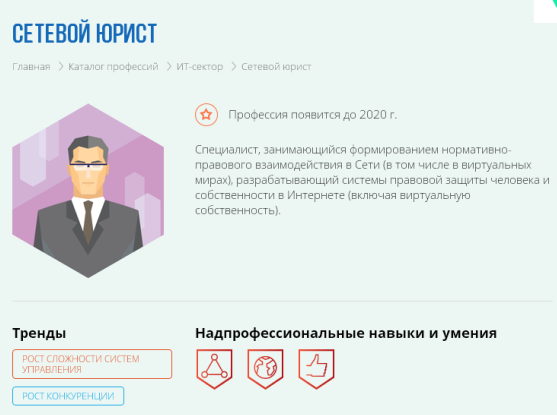 СЕТЕВОЙ ЮРИСТ
Главная > Каталог профессий > ИТ-сектор > Сетевой юрист
Профессия появится до 2020 г.
Специалист, занимающийся формированием нормативно-
правового взаимодействия в Сети (в том числе в виртуальных
мирах), разрабатывающий системы правовой защиты человека и
собственности в Интернете (включая виртуальную
собственность).
Тренды
РОСТ СЛОЖНОСТИ СИСТЕМ
УПРАВЛЕНИЯ
РОСТ КОНКУРЕНЦИИ
Надпрофессиональные навыки и умения